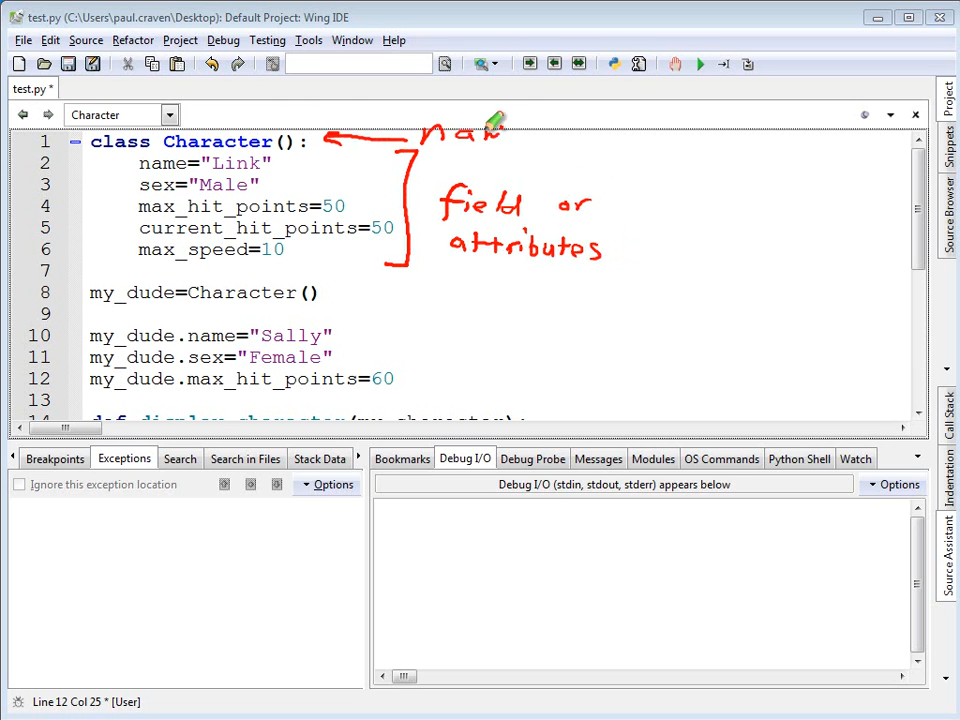 test.py (C:\Users\paul.craven\Desktop): Default Project: Wing IDE
File Edit Source Refactor Project Debug Testing Tools Window Help
test.py *
Character
1 class Character():
2 name="Link"
3 sex="Male"
4 max_hit_points=50
5 current_hit_points=50
6 max_speed=10
7
8 my_dude=Character()
9
10 my_dude.name="Sally"
11 my_dude.sex="Female"
12 my_dude.max_hit_points=60
13
14 def display_character(my_character):
field or
attributes
Project
Snippets
Source Browser
Call Stack
Indentation
Source Assistant
Breakpoints Exceptions Search Search in Files Stack Data
Ignore this exception location Options
Bookmarks Debug I/O Debug Probe Messages Modules OS Commands Python Shell Watch
Debug I/O (stdin, stdout, stderr) appears below Options
Line 12 Col 25 * [User]